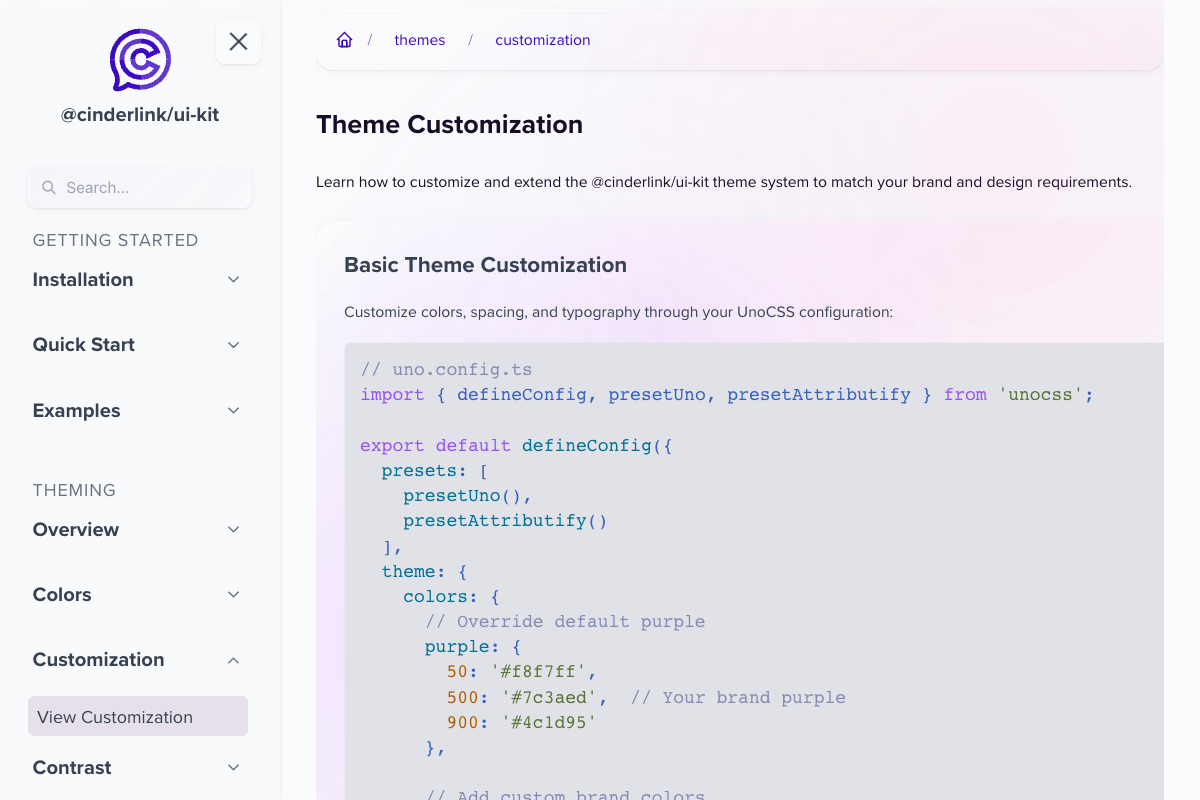 @cinderlink/ui-kit
Search...
GETTING STARTED
Installation
Quick Start
Examples
THEMING
Overview
Colors
Customization
View Customization
Contrast
/ themes / customization
Theme Customization
Learn how to customize and extend the @cinderlink/ui-kit theme system to match your brand and design requirements.
Basic Theme Customization
Customize colors, spacing, and typography through your UnoCSS configuration:
// uno.config.ts
import { defineConfig, presetUno, presetAttributify } from 'unocss';
export default defineConfig({
  presets: [
    presetUno(),
    presetAttributify()
  ],
  theme: {
    colors: {
      // Override default purple
      purple: {
        50: '#f8f7ff',
        500: '#7c3aed',  // Your brand purple
        900: '#4c1d95'
      },
      // Add custom brand colors